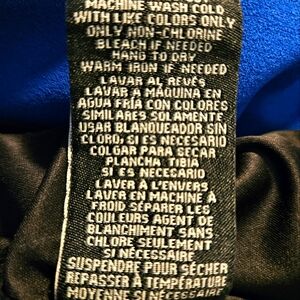 MACHINE WASH COLD
WITH LIKE COLORS ONLY
ONLY NON-CHLORINE
BLEACH IF NEEDED
HANG TO DRY
WARM IRON IF NEEDED
LAVAR AL REVÉS
LAVAR A MÁQUINA EN
AGUA FRÍA CON COLORES
SIMILARES SOLAMENTE
USAR BLANQUEADOR SIN
CLORO, SI ES NECESARIO
COLGAR PARA SECAR
PLANCHA TIBIA
SI ES NECESARIO
LAVER À L'ENVERS
LAVER EN MACHINE À
FROID SÉPARER LES
COULEURS AGENT DE
BLANCHIMENT SANS
CHLORE SEULEMENT
SI NÉCESSAIRE
SUSPENDRE POUR SÉCHER
REPASSER À TEMPÉRATURE
MOYENNE SI NÉCESSAIRE